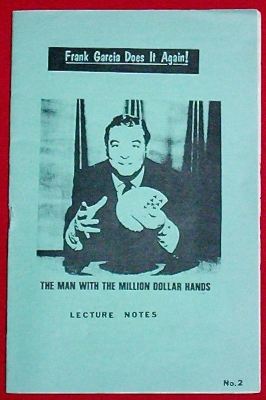 Frank Garcia Does It Again!
THE MAN WITH THE MILLION DOLLAR HANDS
LECTURE NOTES
No.2